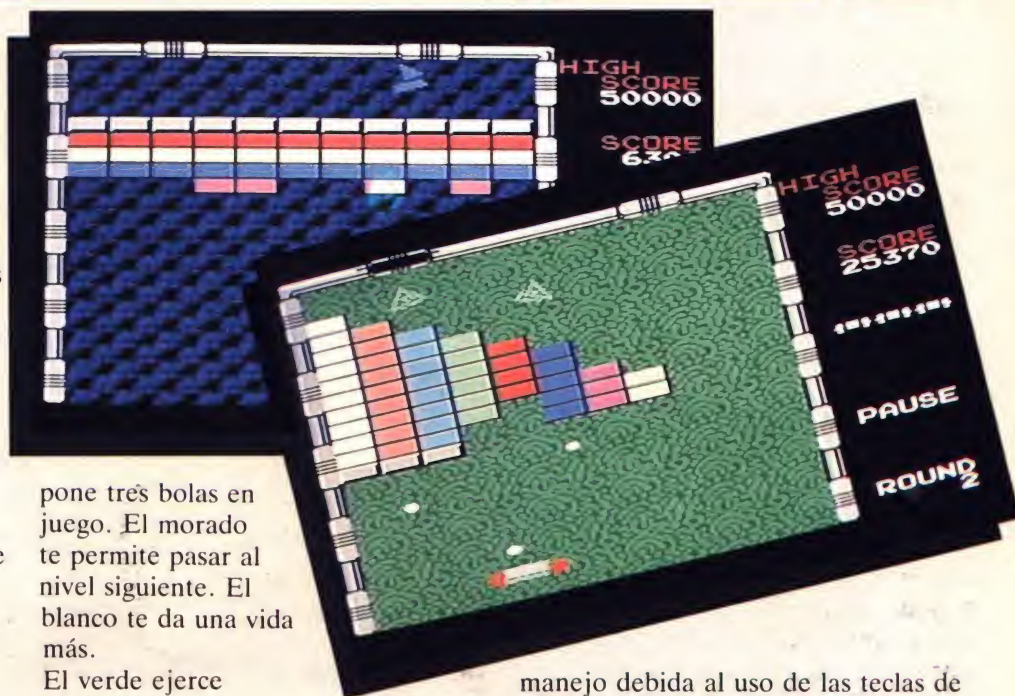 HIGH
SCORE
50000
SCORE
HIGH
SCORE
50000
SCORE
25370
PAUSE
ROUND
2
pone tres bolas en
juego. El morado
te permite pasar al
nivel siguiente. El
blanco te da una vida
más.
El verde ejerce
manejo debida al uso de las teclas de